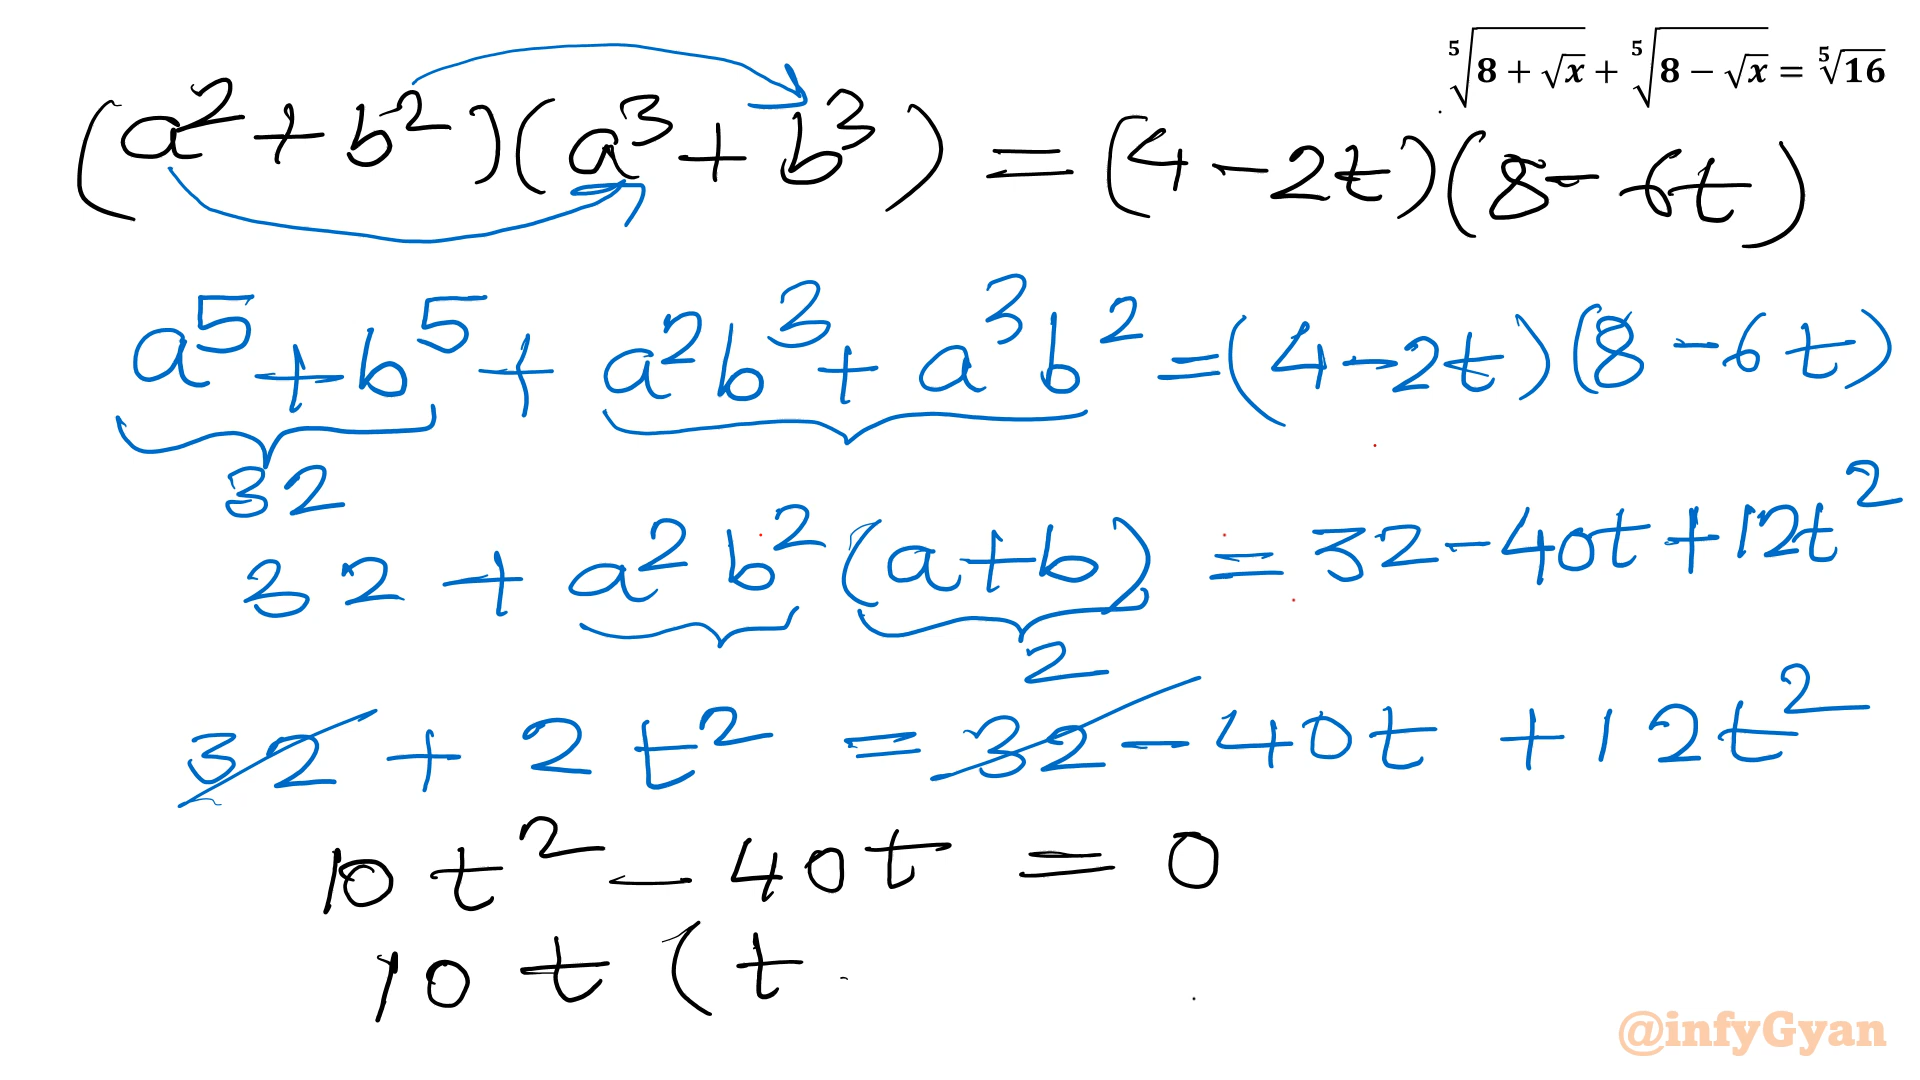 ⁵√(8 + √x) + ⁵√(8 − √x) = ⁵√16
(a² + b²)(a³ + b³) = (4 − 2t)(8 − 6t)
a⁵ + b⁵ + a²b³ + a³b² = (4 − 2t)(8 − 6t)
32
32 + a²b²(a + b) = 32 − 40t + 12t²
2
32 + 2t² = 32 − 40t + 12t²
10t² − 40t = 0
10t(t
@infyGyan